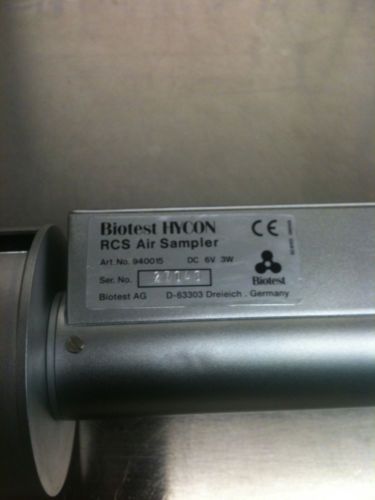 Biotest HYCON
RCS Air Sampler
Art. No. 940015 DC 6V 3W
Ser. No.
Biotest AG D-63303 Dreieich . Germany
CE
Biotest